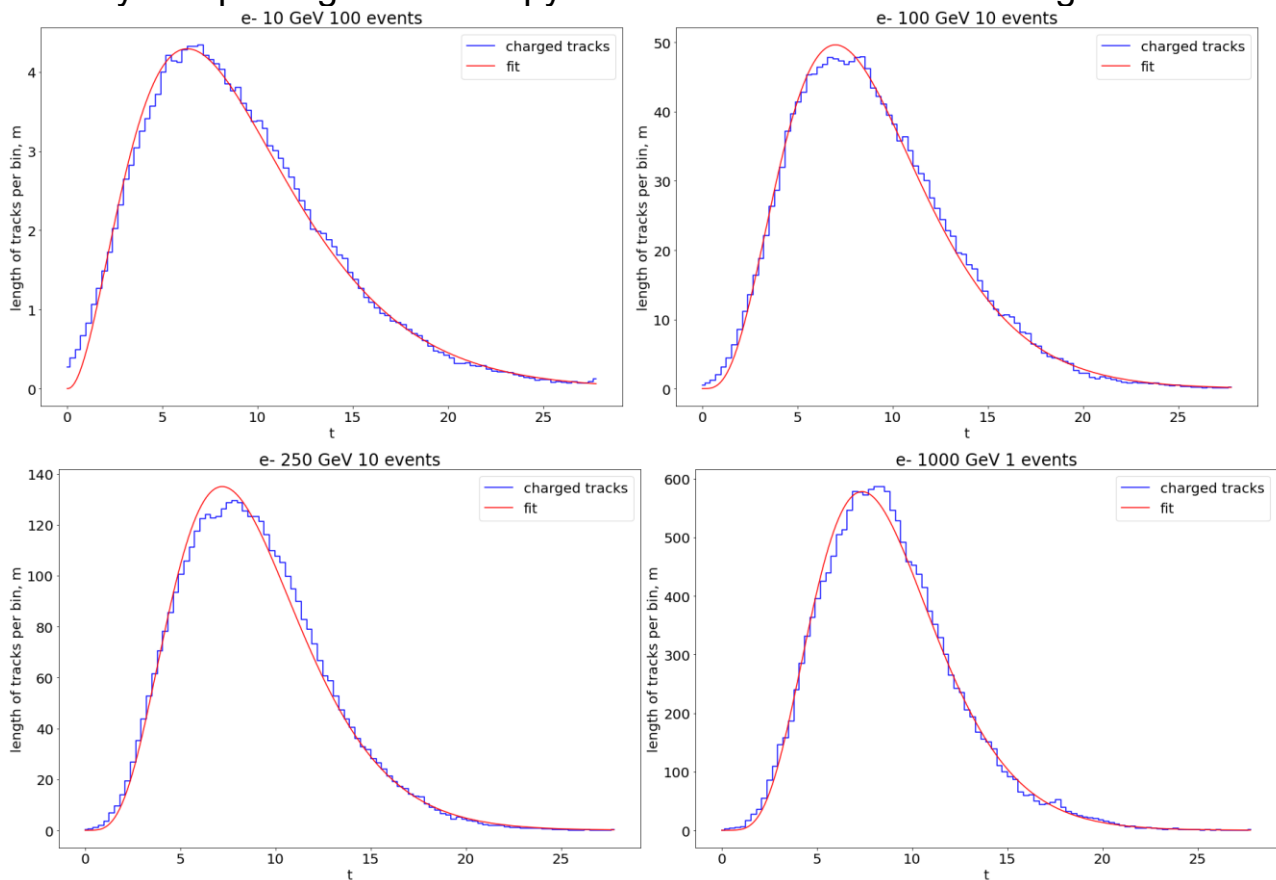 e- 10 GeV 100 events
length of tracks per bin, m
4
3
2
1
0
charged tracks
fit
0 5 10 15 20 25
t
e- 100 GeV 10 events
length of tracks per bin, m
50
40
30
20
10
0
charged tracks
fit
0 5 10 15 20 25
t
e- 250 GeV 10 events
length of tracks per bin, m
140
120
100
80
60
40
20
0
charged tracks
fit
0 5 10 15 20 25
t
e- 1000 GeV 1 events
length of tracks per bin, m
600
500
400
300
200
100
0
charged tracks
fit
0 5 10 15 20 25
t